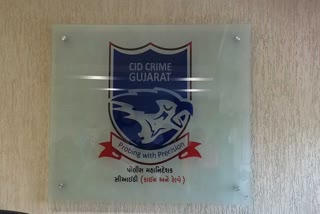 CID CRIME
GUJARAT
Probing with Precision
પોલીસ મહાનિર્દેશક
સીઆઈડી (ક્રાઈમ અને રેલ્વે)